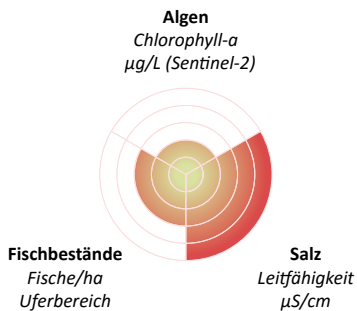 Algen
Chlorophyll-a
µg/L (Sentinel-2)
Fischbestände
Fische/ha
Uferbereich
Salz
Leitfähigkeit
µS/cm